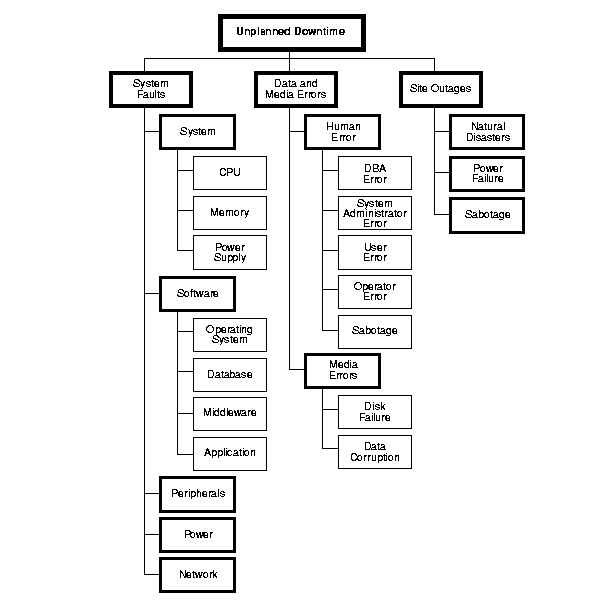 Unplanned Downtime
System
Faults
System
CPU
Memory
Power
Supply
Software
Operating
System
Database
Middleware
Application
Peripherals
Power
Network
Data and
Media Errors
Human
Error
DBA
Error
System
Administrator
Error
User
Error
Operator
Error
Sabotage
Media
Errors
Disk
Failure
Data
Corruption
Site Outages
Natural
Disasters
Power
Failure
Sabotage